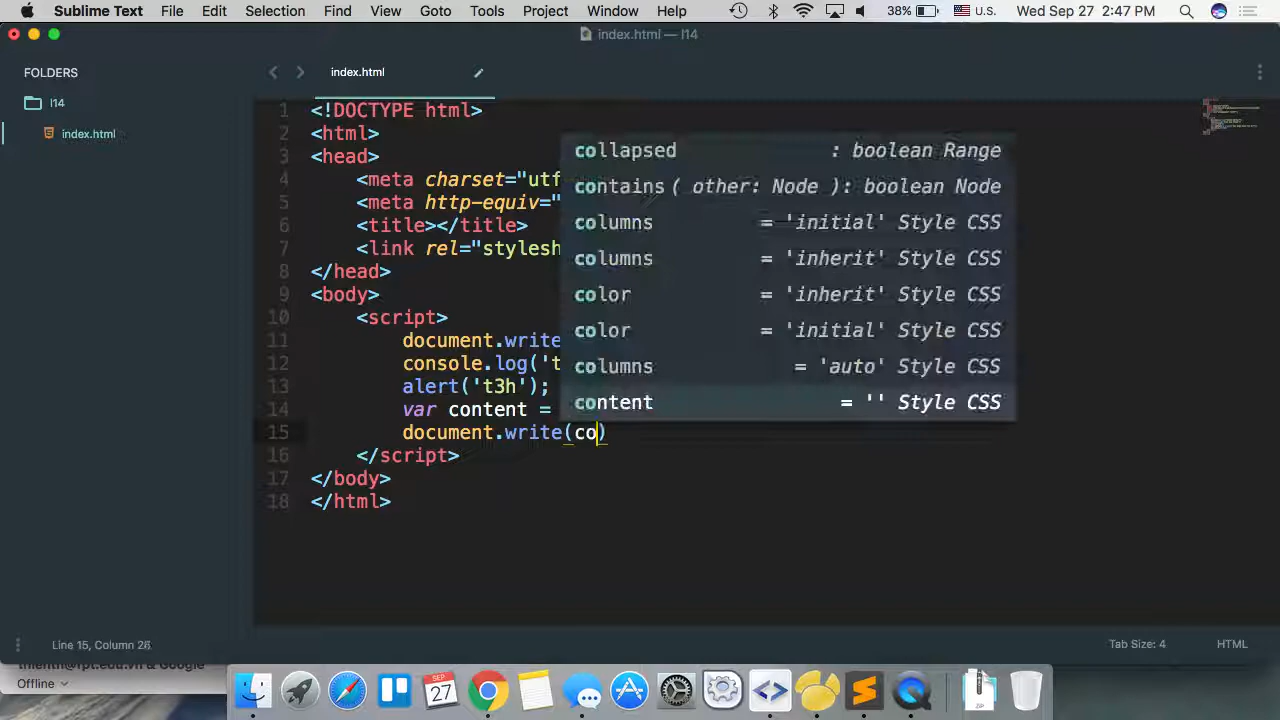 Sublime Text File Edit Selection Find View Goto Tools Project Window Help 38% U.S. Wed Sep 27 2:47 PM
index.html — l14
FOLDERS
l14
index.html
index.html
1 <!DOCTYPE html>
2 <html>
3 <head>
4 <meta charset="utf
5 <meta http-equiv="
6 <title></title>
7 <link rel="stylesh
8 </head>
9 <body>
10 <script>
11 document.write
12 console.log('t
13 alert('t3h');
14 var content =
15 document.write(co)
16 </script>
17 </body>
18 </html>
collapsed : boolean Range
contains( other: Node ): boolean Node
columns = 'initial' Style CSS
columns = 'inherit' Style CSS
color = 'inherit' Style CSS
color = 'initial' Style CSS
columns = 'auto' Style CSS
content = '' Style CSS
Line 15, Column 26
Tab Size: 4 HTML
Offline
SEP
27
ZIP